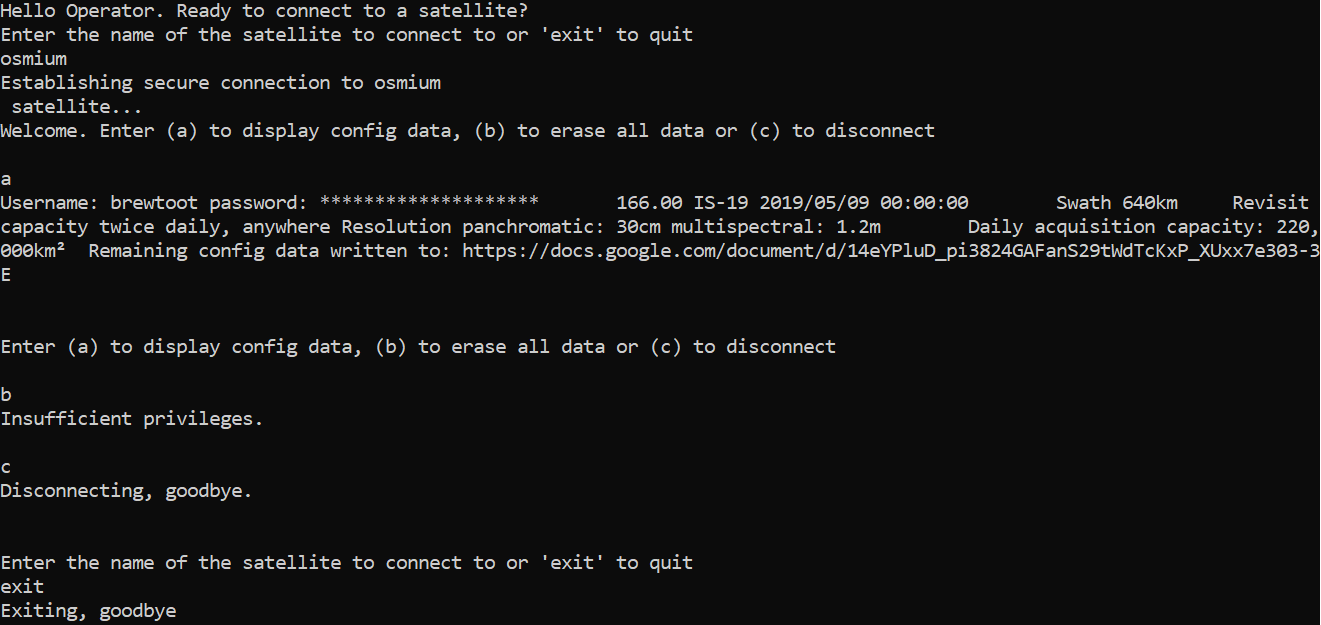 Hello Operator. Ready to connect to a satellite?
Enter the name of the satellite to connect to or 'exit' to quit
osmium
Establishing secure connection to osmium
 satellite...
Welcome. Enter (a) to display config data, (b) to erase all data or (c) to disconnect
a
Username: brewtoot password: ********************       166.00 IS-19 2019/05/09 00:00:00        Swath 640km     Revisit
capacity twice daily, anywhere Resolution panchromatic: 30cm multispectral: 1.2m        Daily acquisition capacity: 220,
000km²  Remaining config data written to: https://docs.google.com/document/d/14eYPluD_pi3824GAFanS29tWdTcKxP_XUxx7e303-3
E
Enter (a) to display config data, (b) to erase all data or (c) to disconnect
b
Insufficient privileges.
c
Disconnecting, goodbye.
Enter the name of the satellite to connect to or 'exit' to quit
exit
Exiting, goodbye